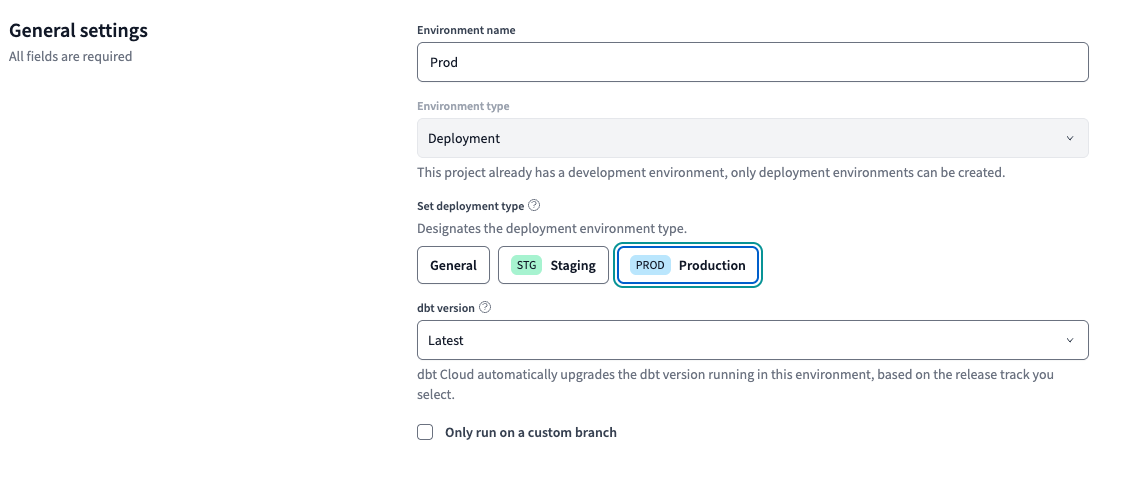 General settings
All fields are required
Environment name
Prod
Environment type
Deployment
This project already has a development environment, only deployment environments can be created.
Set deployment type
Designates the deployment environment type.
General
STG Staging
PROD Production
dbt version
Latest
dbt Cloud automatically upgrades the dbt version running in this environment, based on the release track you
select.
Only run on a custom branch